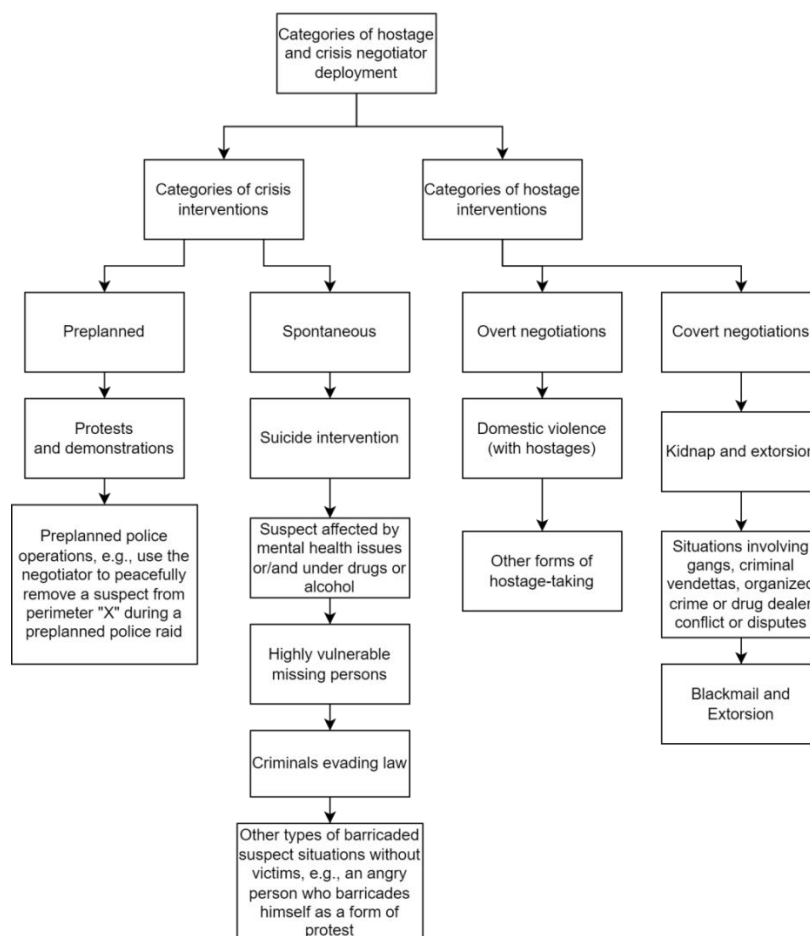 Categories of hostage
and crisis negotiator
deployment
Categories of crisis
interventions
Categories of hostage
interventions
Preplanned
Spontaneous
Overt negotiations
Covert negotiations
Protests
and demonstrations
Suicide intervention
Domestic violence
(with hostages)
Kidnap and extorsion
Preplanned police
operations, e.g., use the
negotiator to peacefully
remove a suspect from
perimeter "X" during a
preplanned police raid
Suspect affected by
mental health issues
or/and under drugs or
alcohol
Other forms of
hostage-taking
Situations involving
gangs, criminal
vendettas, organized
crime or drug dealer
conflict or disputes
Highly vulnerable
missing persons
Blackmail and
Extorsion
Criminals evading law
Other types of barricaded
suspect situations without
victims, e.g., an angry
person who barricades
himself as a form of
protest